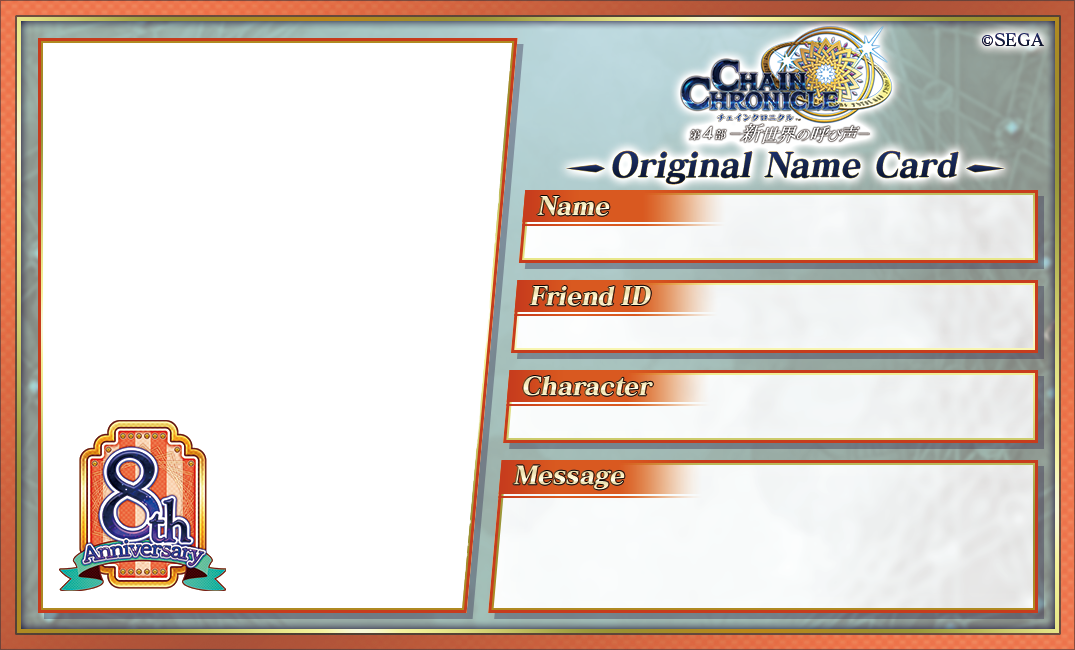 ©SEGA
CHAIN
CHRONICLE
チェインクロニクル
第4部 −新世界の呼び声−
Original Name Card
Name
Friend ID
Character
Message
8th
Anniversary